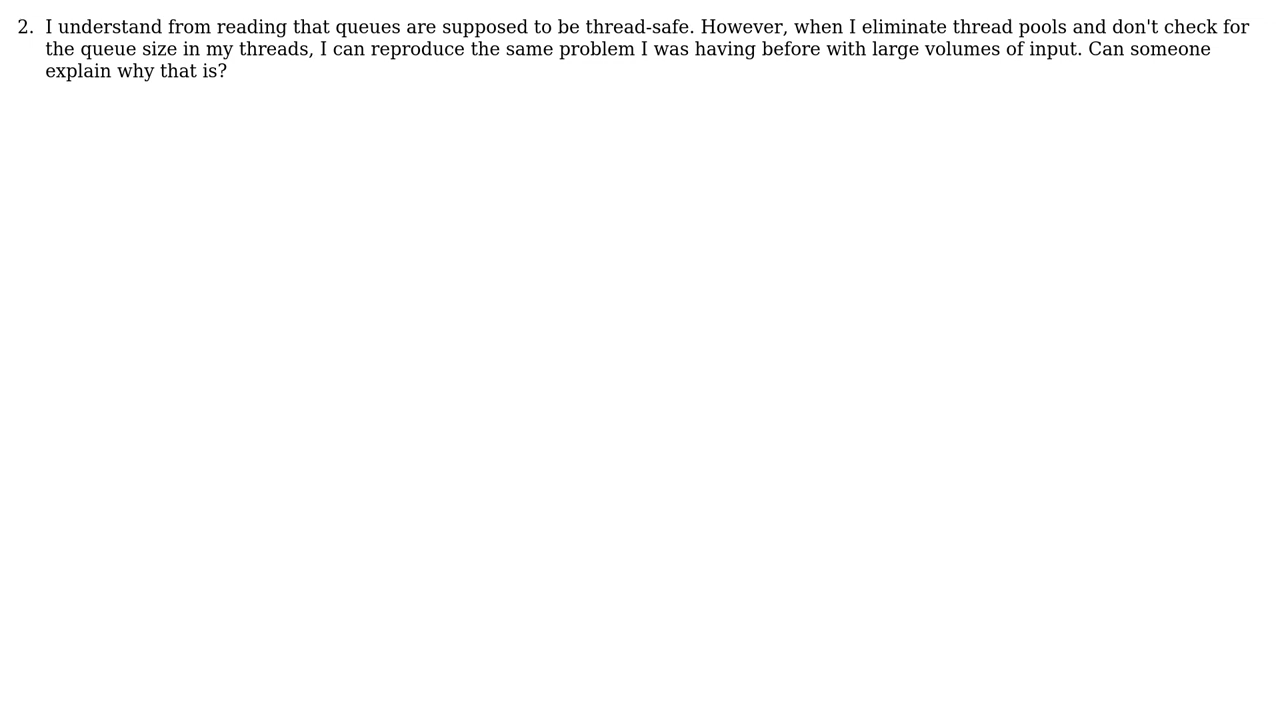 2. I understand from reading that queues are supposed to be thread-safe. However, when I eliminate thread pools and don't check for
the queue size in my threads, I can reproduce the same problem I was having before with large volumes of input. Can someone
explain why that is?